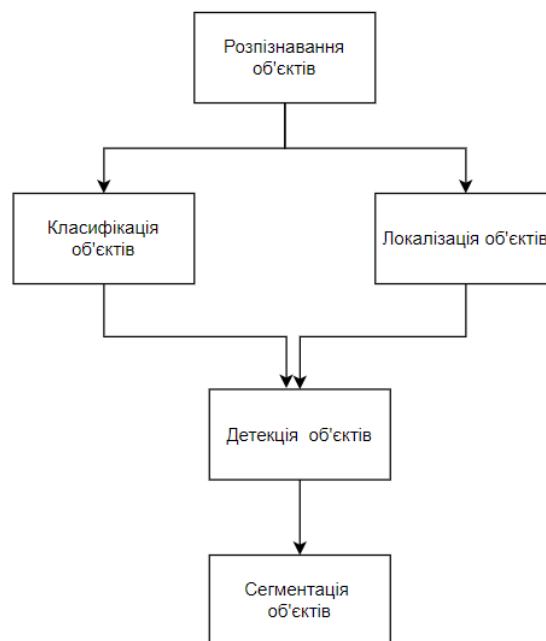 Розпізнавання
об'єктів
Класифікація
об'єктів
Локалізація об'єктів
Детекція об'єктів
Сегментація
об'єктів